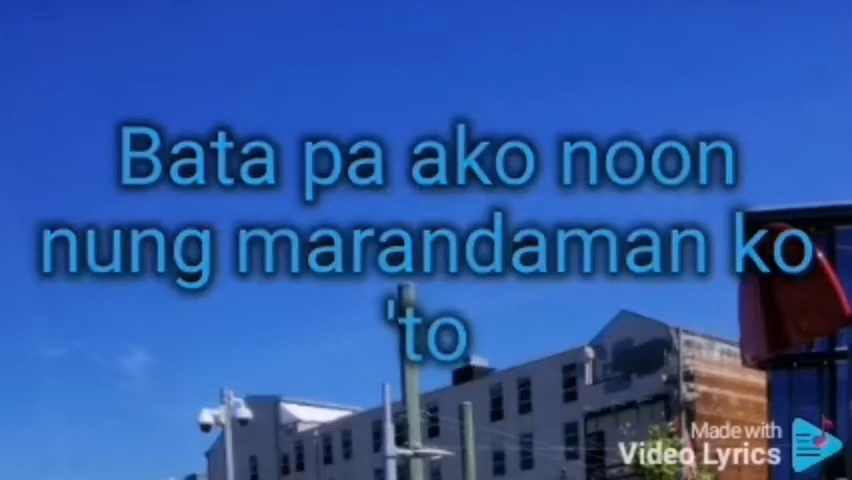 Bata pa ako noon
nung marandaman ko
'to
Made with
Video Lyrics